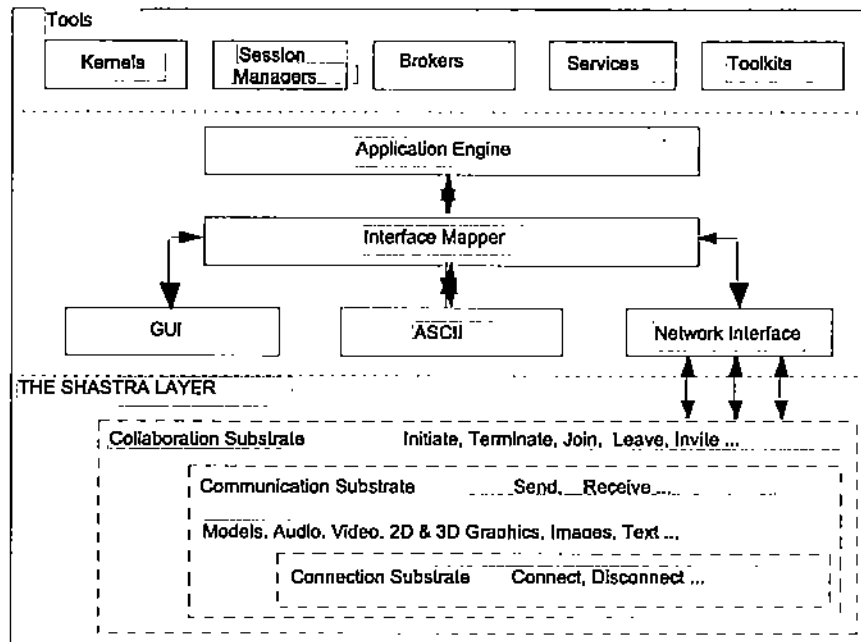 Tools
Kernels
Session
Managers
Brokers
Services
Toolkits
Application Engine
Interface Mapper
GUI
ASCII
Network Interface
THE SHASTRA LAYER
Collaboration Substrate Initiate, Terminate, Join, Leave, Invite ...
Communication Substrate Send, Receive ...
Models, Audio, Video, 2D & 3D Graphics, Images, Text ...
Connection Substrate Connect, Disconnect ...